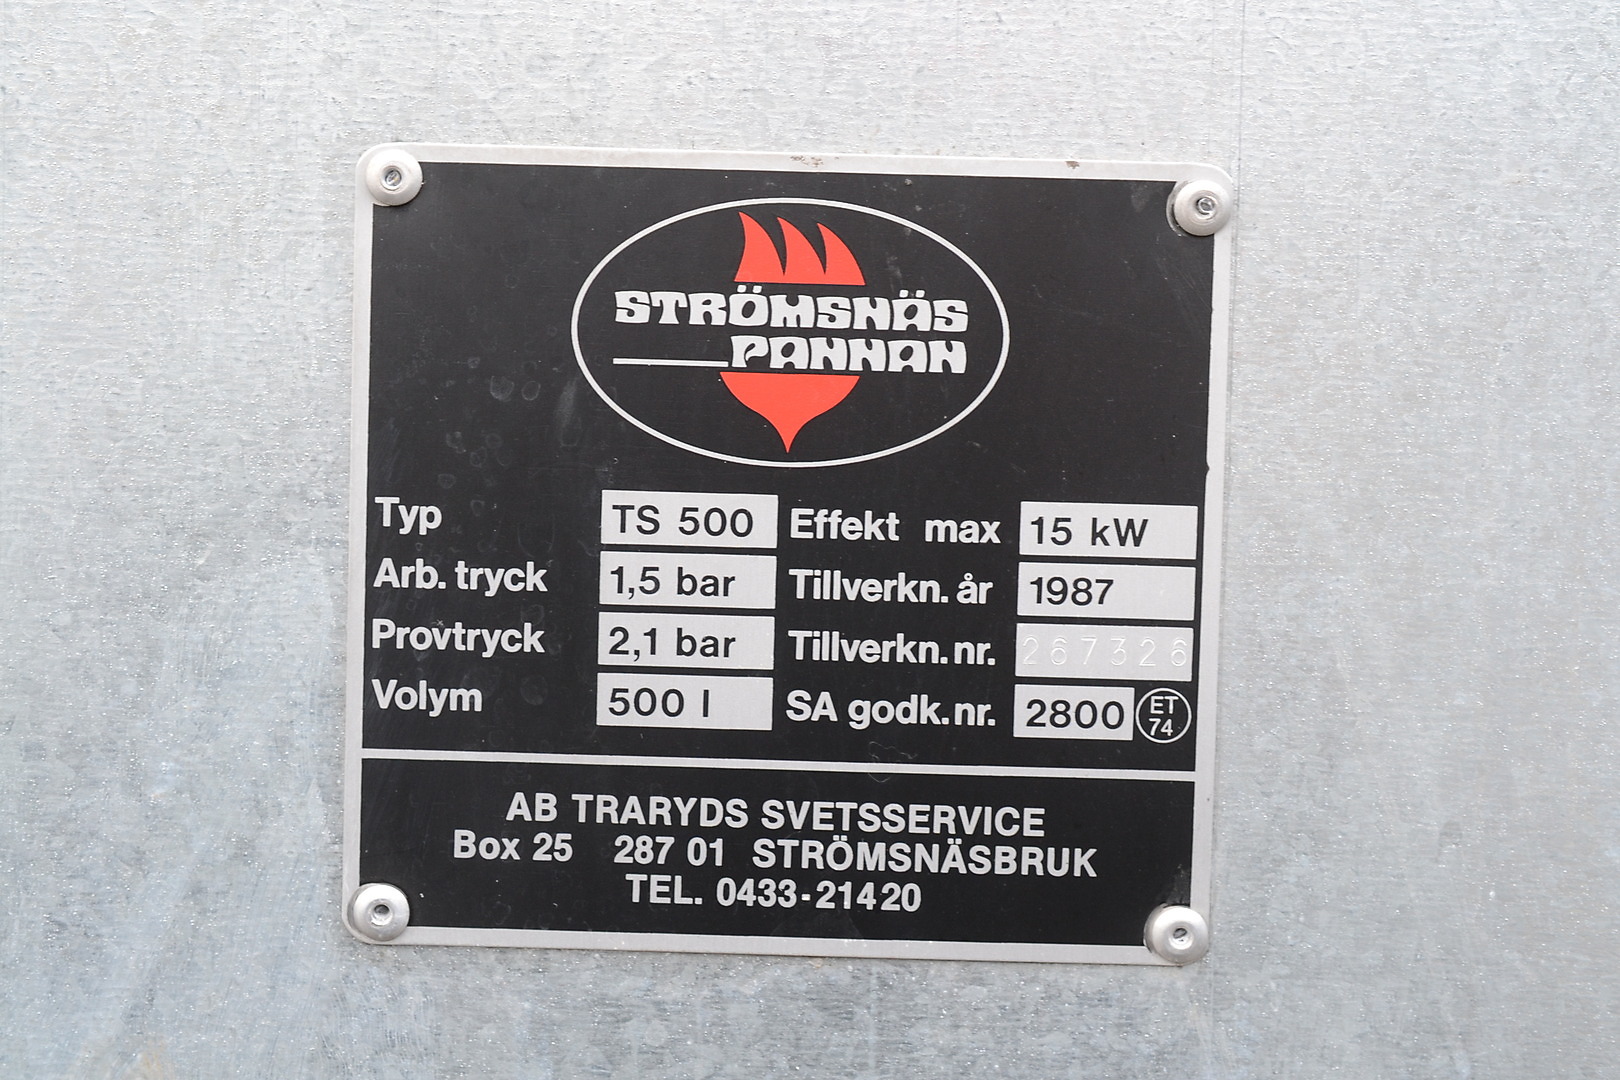 STRÖMSNÄS
PANNAN
Typ TS 500 Effekt max 15 kW
Arb. tryck 1,5 bar Tillverkn. år 1987
Provtryck 2,1 bar Tillverkn. nr. 267326
Volym 500 l SA godk. nr. 2800 ET 74
AB TRARYDS SVETSSERVICE
Box 25 287 01 STRÖMSNÄSBRUK
TEL. 0433-21420